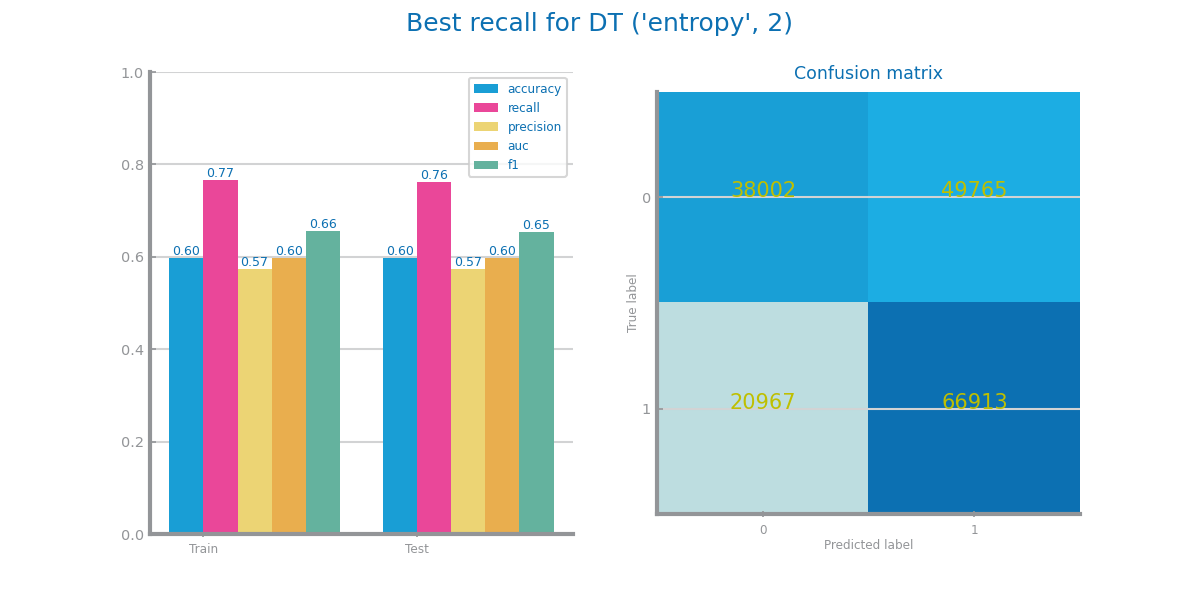 Best recall for DT ('entropy', 2)
1.0
0.8
0.6
0.4
0.2
0.0
accuracy
recall
precision
auc
f1
0.60
0.77
0.57
0.60
0.66
0.60
0.76
0.57
0.60
0.65
Train
Test
Confusion matrix
True label
0
1
38002
49765
20967
66913
0
1
Predicted label